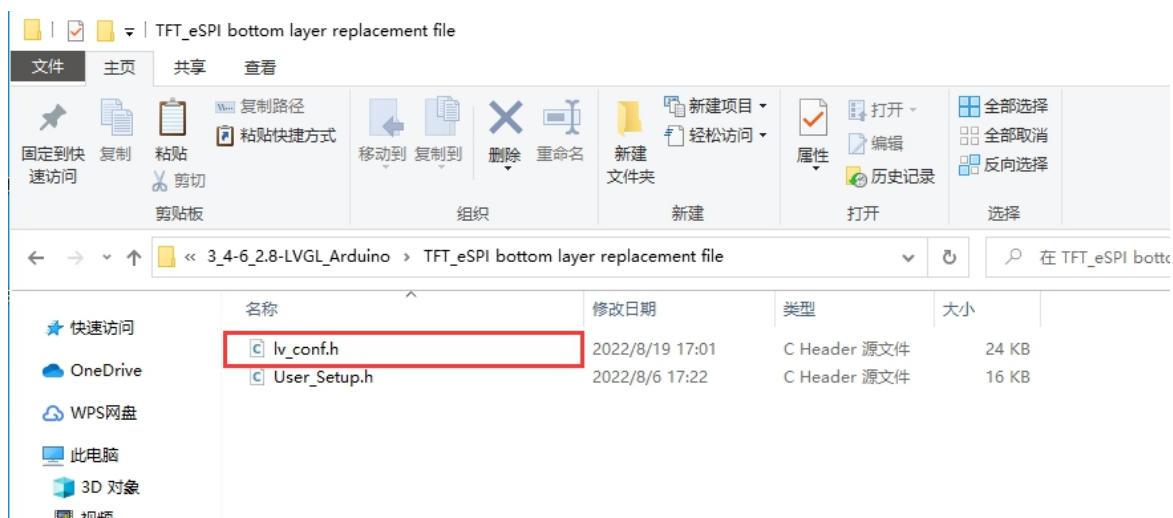 TFT_eSPI bottom layer replacement file
文件 主页 共享 查看
固定到快速访问
复制
粘贴
复制路径
粘贴快捷方式
剪切
剪贴板
移动到
复制到
删除
重命名
组织
新建文件夹
新建项目
轻松访问
新建
属性
打开
编辑
历史记录
打开
全部选择
全部取消
反向选择
选择
« 3_4-6_2.8-LVGL_Arduino › TFT_eSPI bottom layer replacement file
在 TFT_eSPI botto
名称 修改日期 类型 大小
lv_conf.h 2022/8/19 17:01 C Header 源文件 24 KB
User_Setup.h 2022/8/6 17:22 C Header 源文件 16 KB
快速访问
OneDrive
WPS网盘
此电脑
3D 对象
视频